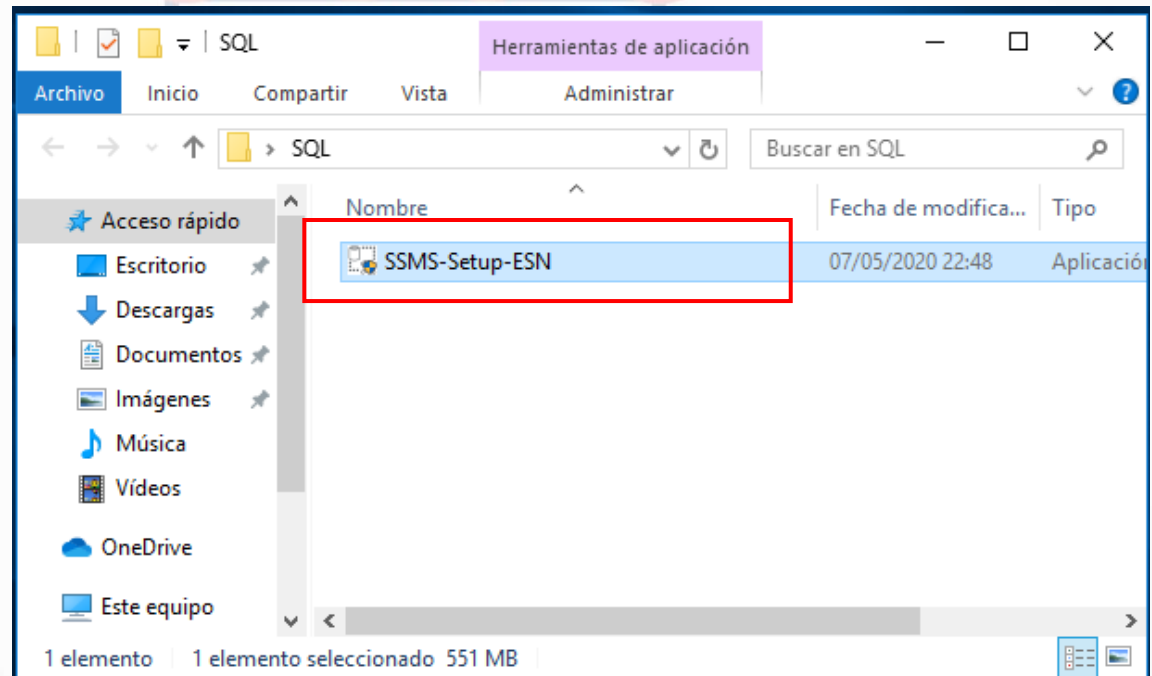 SQL
Herramientas de aplicación
Archivo Inicio Compartir Vista Administrar
SQL Buscar en SQL
Nombre Fecha de modifica... Tipo
Acceso rápido
SSMS-Setup-ESN 07/05/2020 22:48 Aplicación
Escritorio
Descargas
Documentos
Imágenes
Música
Vídeos
OneDrive
Este equipo
1 elemento 1 elemento seleccionado 551 MB